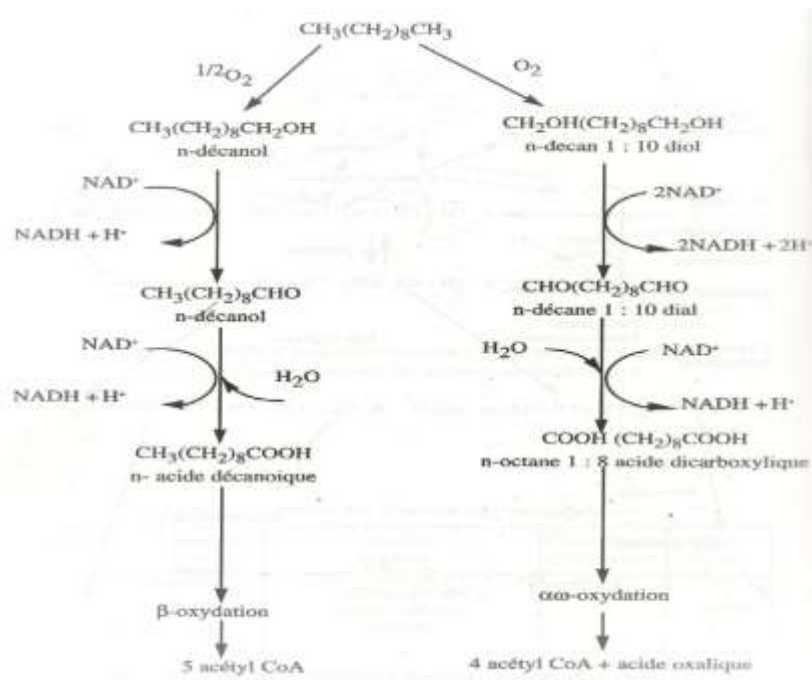 CH₃(CH₂)₈CH₃
1/2O₂
O₂
CH₃(CH₂)₈CH₂OH
n-décanol
CH₂OH(CH₂)₈CH₂OH
n-decan 1 : 10 diol
NAD⁺
NADH + H⁺
2NAD⁺
2NADH + 2H⁺
CH₃(CH₂)₈CHO
n-décanol
CHO(CH₂)₈CHO
n-décane 1 : 10 dial
NAD⁺
H₂O
NADH + H⁺
H₂O
NAD⁺
NADH + H⁺
CH₃(CH₂)₈COOH
n- acide décanoique
COOH (CH₂)₈COOH
n-octane 1 : 8 acide dicarboxylique
β-oxydation
αω-oxydation
5 acétyl CoA
4 acétyl CoA + acide oxalique